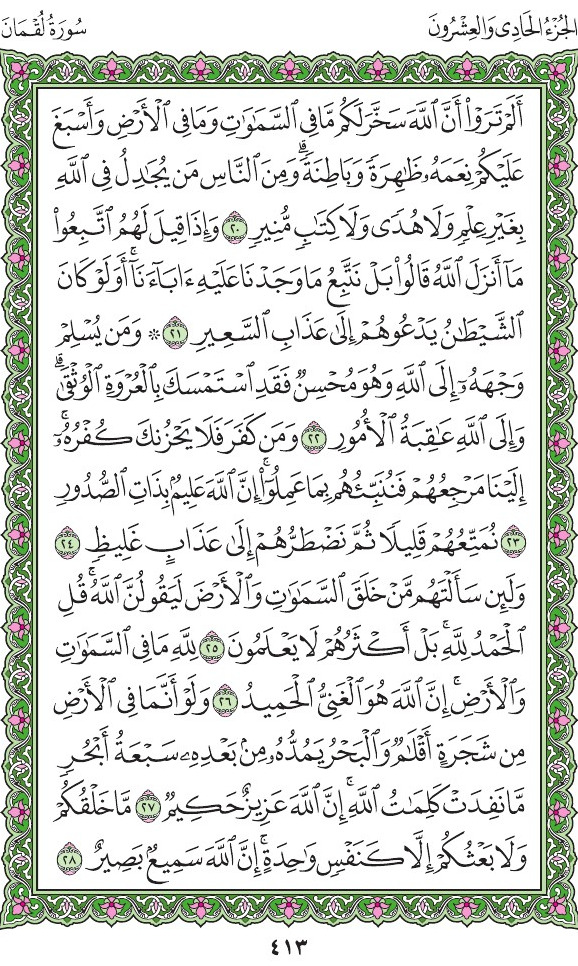 الجُزْءُ الحَادِى وَالعِشْرُونَ
سُورَةُ لُقْمَان
أَلَمْ تَرَوْا۟ أَنَّ ٱللَّهَ سَخَّرَ لَكُم مَّا فِى ٱلسَّمَـٰوَٰتِ وَمَا فِى ٱلْأَرْضِ وَأَسْبَغَ
عَلَيْكُمْ نِعَمَهُۥ ظَـٰهِرَةً وَبَاطِنَةً ۗ وَمِنَ ٱلنَّاسِ مَن يُجَـٰدِلُ فِى ٱللَّهِ
بِغَيْرِ عِلْمٍ وَلَا هُدًى وَلَا كِتَـٰبٍ مُّنِيرٍ ٢٠ وَإِذَا قِيلَ لَهُمُ ٱتَّبِعُوا۟
مَآ أَنزَلَ ٱللَّهُ قَالُوا۟ بَلْ نَتَّبِعُ مَا وَجَدْنَا عَلَيْهِ ءَابَآءَنَآ ۚ أَوَلَوْ كَانَ
ٱلشَّيْطَـٰنُ يَدْعُوهُمْ إِلَىٰ عَذَابِ ٱلسَّعِيرِ ٢١ ۞ وَمَن يُسْلِمْ
وَجْهَهُۥٓ إِلَى ٱللَّهِ وَهُوَ مُحْسِنٌ فَقَدِ ٱسْتَمْسَكَ بِٱلْعُرْوَةِ ٱلْوُثْقَىٰ ۗ
وَإِلَى ٱللَّهِ عَـٰقِبَةُ ٱلْأُمُورِ ٢٢ وَمَن كَفَرَ فَلَا يَحْزُنكَ كُفْرُهُۥٓ ۚ
إِلَيْنَا مَرْجِعُهُمْ فَنُنَبِّئُهُم بِمَا عَمِلُوٓا۟ ۚ إِنَّ ٱللَّهَ عَلِيمٌۢ بِذَاتِ ٱلصُّدُورِ
٢٣ نُمَتِّعُهُمْ قَلِيلًا ثُمَّ نَضْطَرُّهُمْ إِلَىٰ عَذَابٍ غَلِيظٍ ٢٤
وَلَئِن سَأَلْتَهُم مَّنْ خَلَقَ ٱلسَّمَـٰوَٰتِ وَٱلْأَرْضَ لَيَقُولُنَّ ٱللَّهُ ۚ قُلِ
ٱلْحَمْدُ لِلَّهِ ۚ بَلْ أَكْثَرُهُمْ لَا يَعْلَمُونَ ٢٥ لِلَّهِ مَا فِى ٱلسَّمَـٰوَٰتِ
وَٱلْأَرْضِ ۚ إِنَّ ٱللَّهَ هُوَ ٱلْغَنِىُّ ٱلْحَمِيدُ ٢٦ وَلَوْ أَنَّمَا فِى ٱلْأَرْضِ
مِن شَجَرَةٍ أَقْلَـٰمٌ وَٱلْبَحْرُ يَمُدُّهُۥ مِنۢ بَعْدِهِۦ سَبْعَةُ أَبْحُرٍ
مَّا نَفِدَتْ كَلِمَـٰتُ ٱللَّهِ ۗ إِنَّ ٱللَّهَ عَزِيزٌ حَكِيمٌ ٢٧ مَّا خَلْقُكُمْ
وَلَا بَعْثُكُمْ إِلَّا كَنَفْسٍ وَٰحِدَةٍ ۗ إِنَّ ٱللَّهَ سَمِيعٌۢ بَصِيرٌ ٢٨
٤١٣